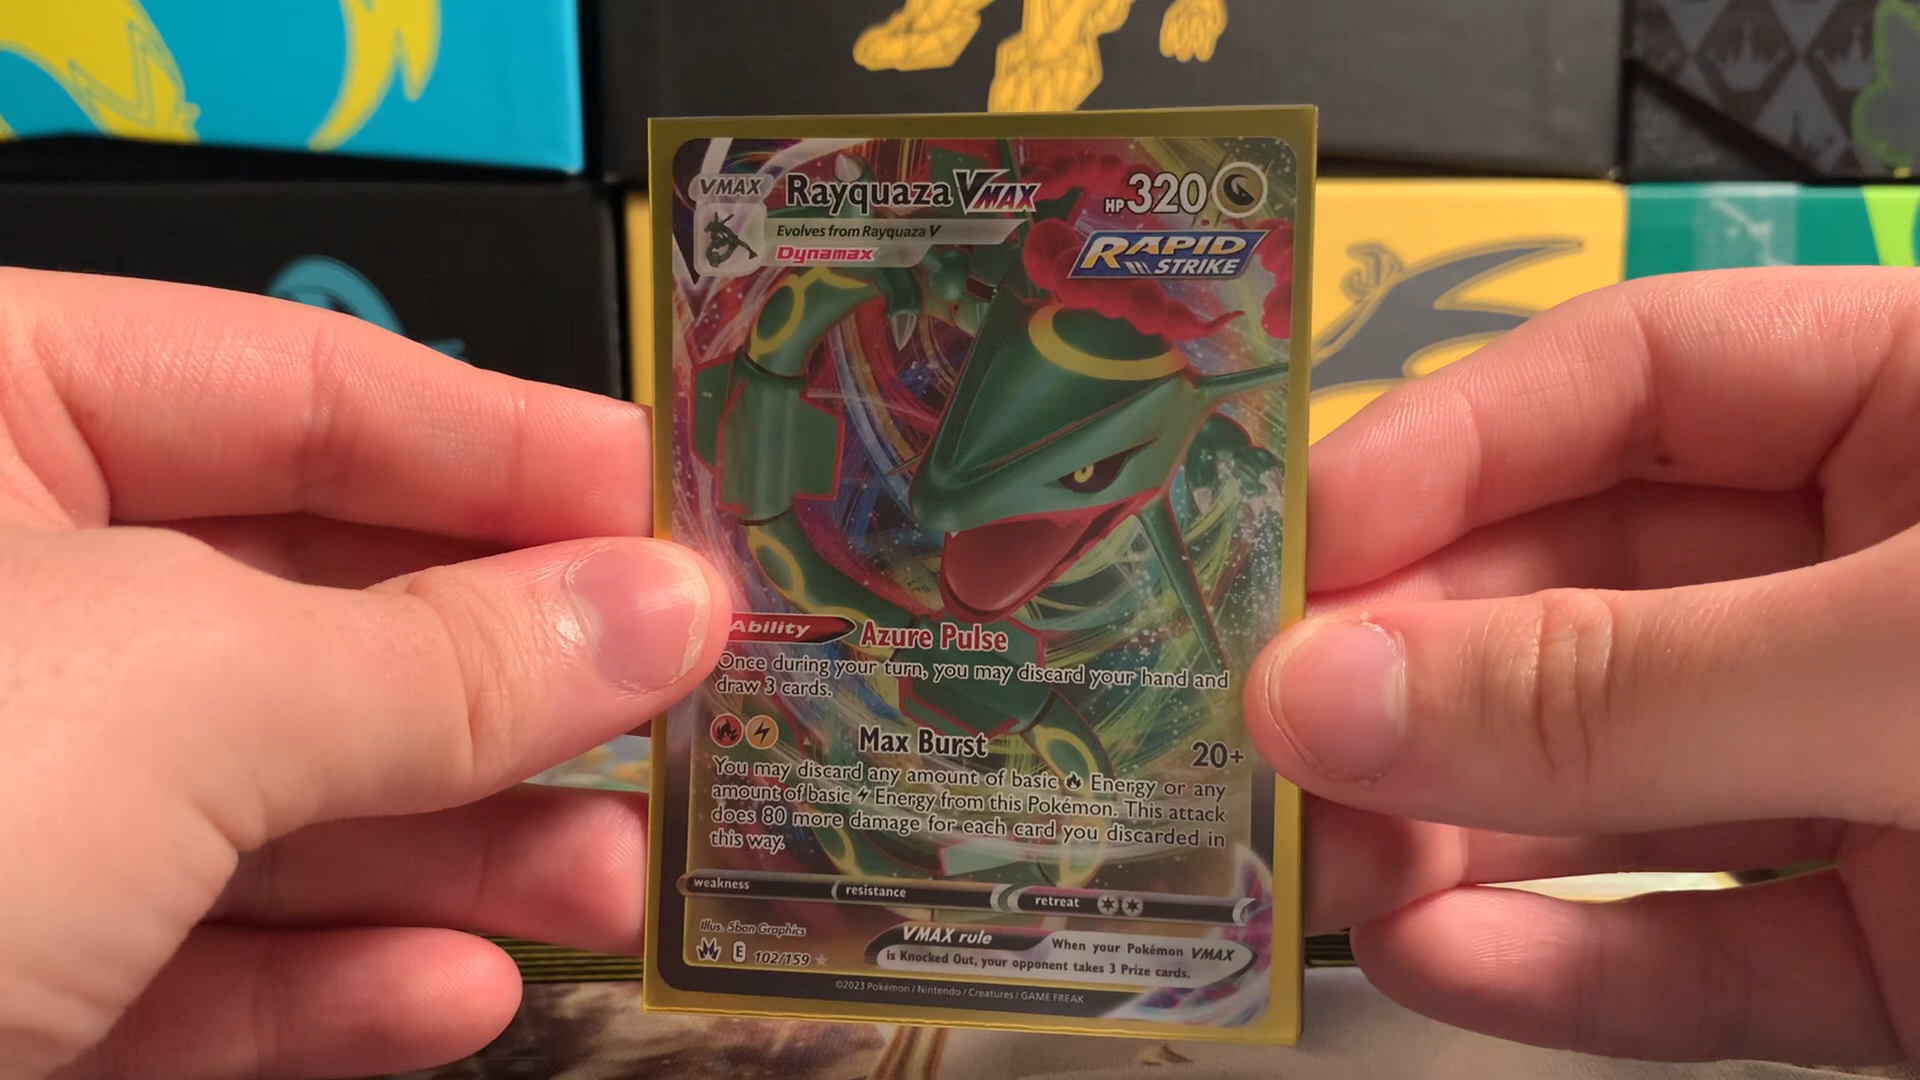 VMAX
Rayquaza VMAX
HP 320
Evolves from Rayquaza V
Dynamax
RAPID
STRIKE
Ability
Azure Pulse
Once during your turn, you may discard your hand and
draw 3 cards.
Max Burst
20+
You may discard any amount of basic Energy or any
amount of basic Energy from this Pokémon. This attack
does 80 more damage for each card you discarded in
this way.
weakness
resistance
retreat
Illus. 5ban Graphics
VMAX rule
When your Pokémon VMAX
is Knocked Out, your opponent takes 3 Prize cards.
E
102/159
©2023 Pokémon / Nintendo / Creatures / GAME FREAK